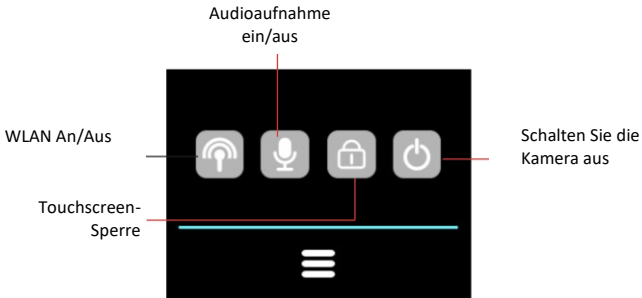 Audioaufnahme
ein/aus
WLAN An/Aus
Schalten Sie die
Kamera aus
Touchscreen-
Sperre